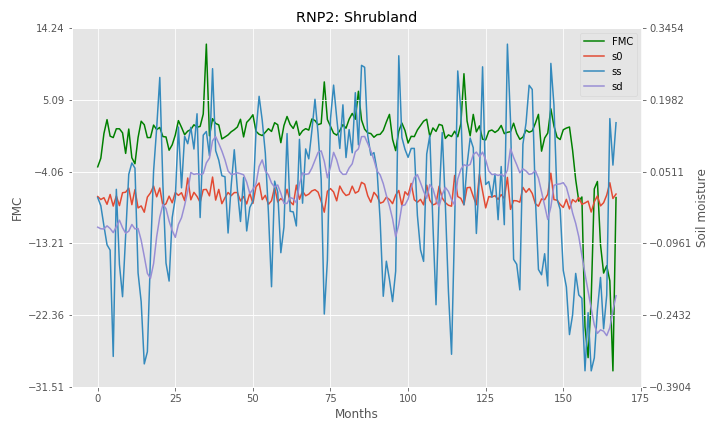 RNP2: Shrubland
14.24
5.09
−4.06
−13.21
−22.36
−31.51
FMC
0.3454
0.1982
0.0511
−0.0961
−0.2432
−0.3904
Soil moisture
FMC
s0
ss
sd
0 25 50 75 100 125 150 175
Months